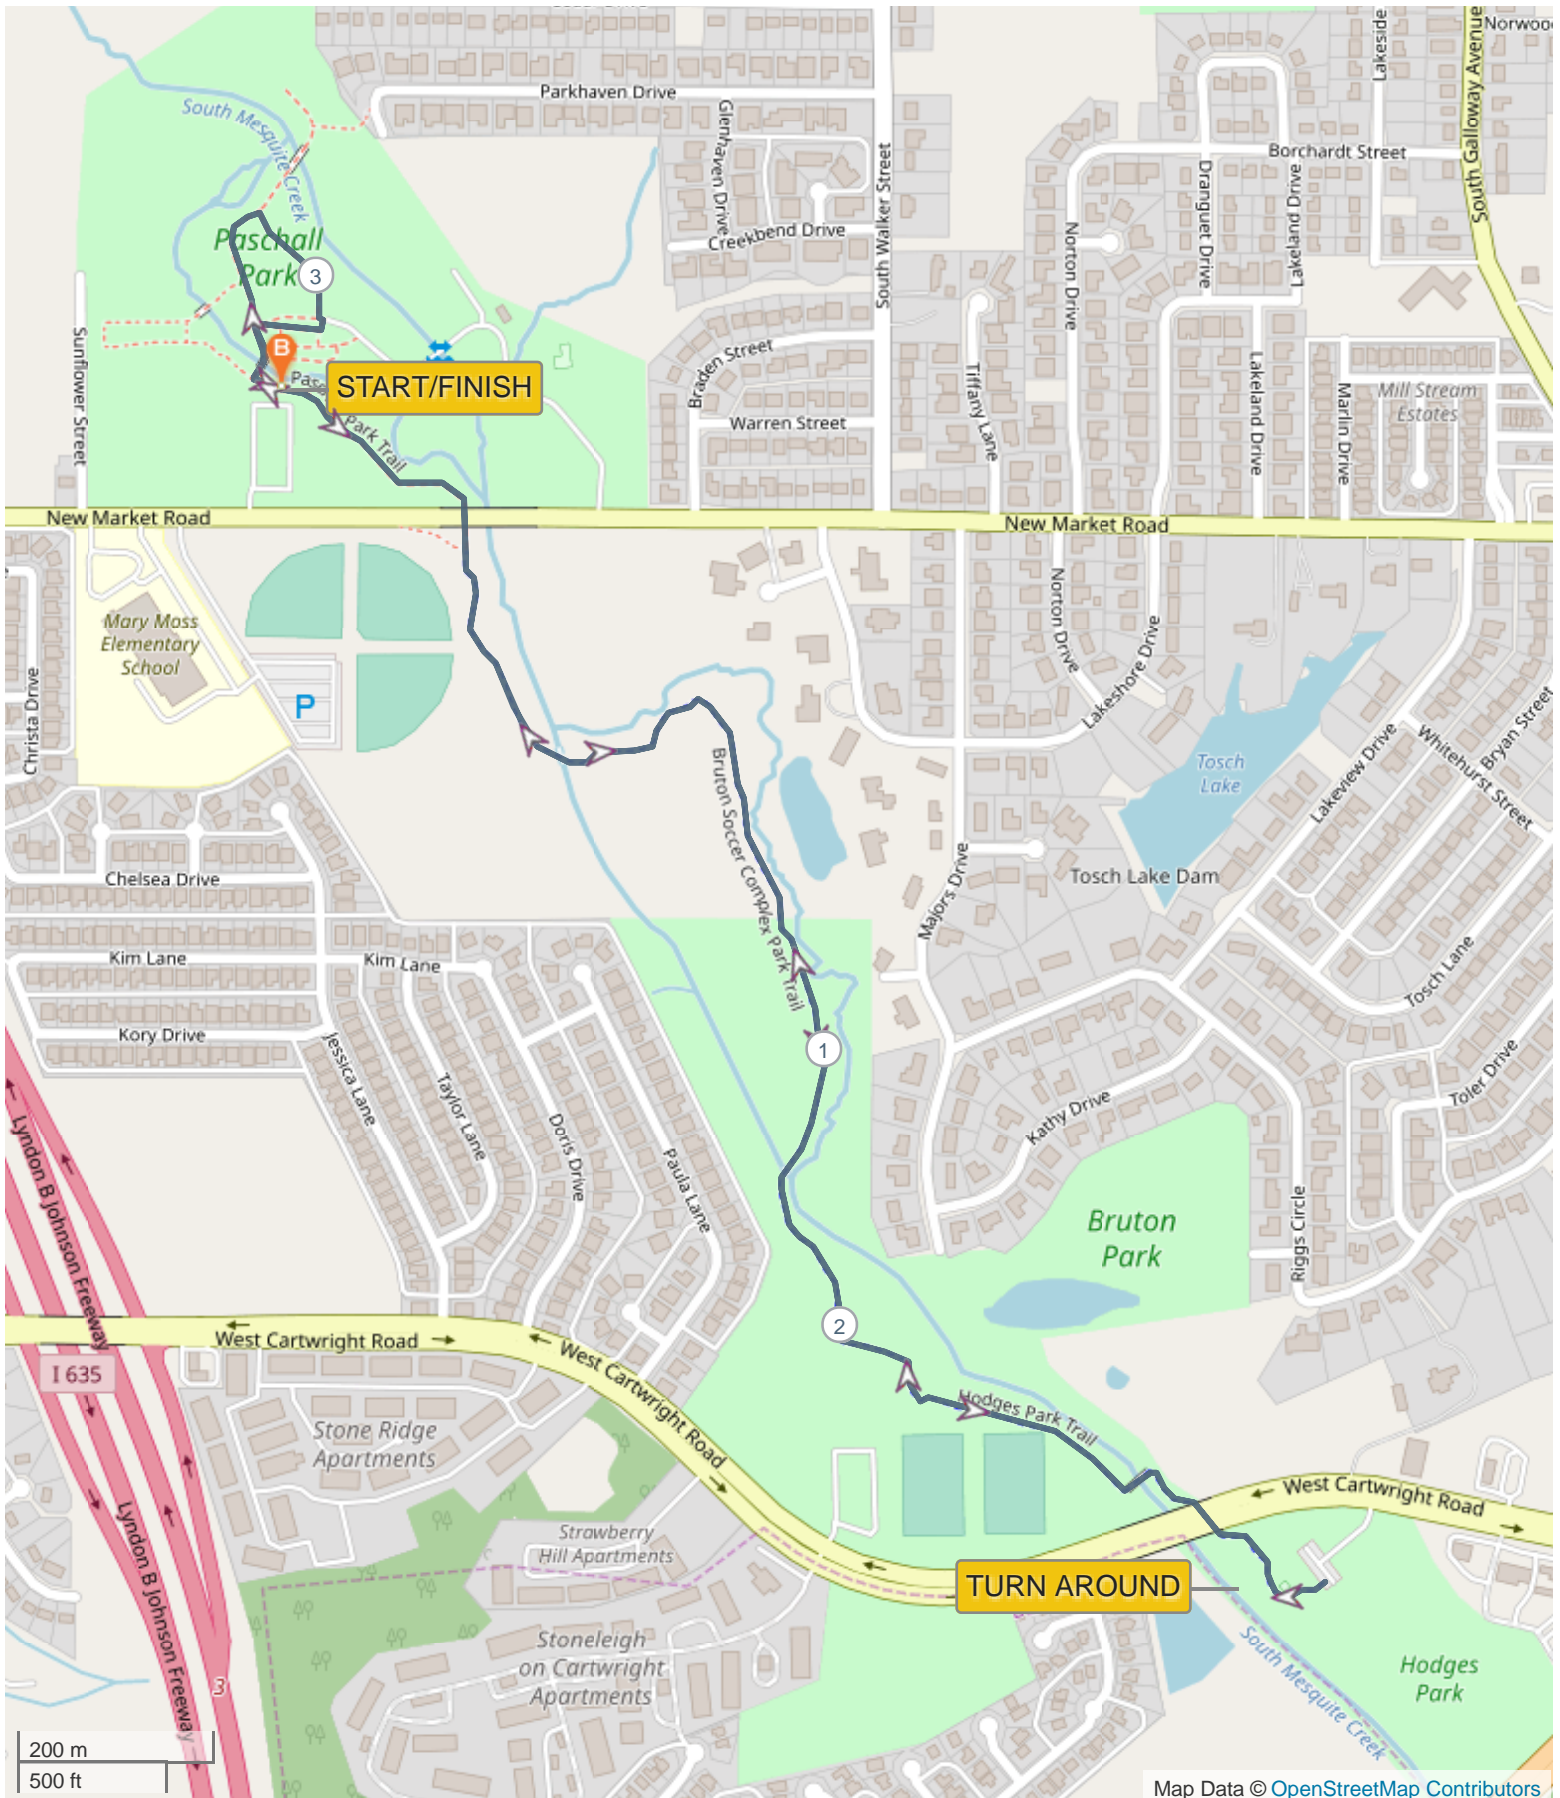 Parkhaven Drive
Glenhaven Drive
Creekbend Drive
South Walker Street
South Mesquite Creek
Paschall
Park
3
B
START/FINISH
Park Trail
Sunflower Street
New Market Road
New Market Road
Braden Street
Warren Street
Tiffany Lane
Norton Drive
Norton Drive
Borchardt Street
Dranguet Drive
Lakeland Drive
Lakeland Drive
Lakeside
South Galloway Avenue
Marlin Drive
Mill Stream
Estates
Mary Moss
Elementary
School
P
Christa Drive
Lakeshore Drive
Tosch
Lake
Lakeview Drive
Whitehurst Street
Bryan Street
Bruton Soccer Complex Park Trail
Majors Drive
Tosch Lake Dam
Tosch Lane
Chelsea Drive
Kim Lane
Kim Lane
Kory Drive
Jessica Lane
Taylor Lane
Doris Drive
Paula Lane
1
Kathy Drive
Toler Drive
Riggs Circle
Bruton
Park
Lyndon B Johnson Freeway
I 635
West Cartwright Road
West Cartwright Road
2
Hodges Park Trail
Stone Ridge
Apartments
Strawberry
Hill Apartments
West Cartwright Road
TURN AROUND
Lyndon B Johnson Freeway
3
Stoneleigh
on Cartwright
Apartments
South Mesquite Creek
Hodges
Park
200 m
500 ft
Map Data © OpenStreetMap Contributors